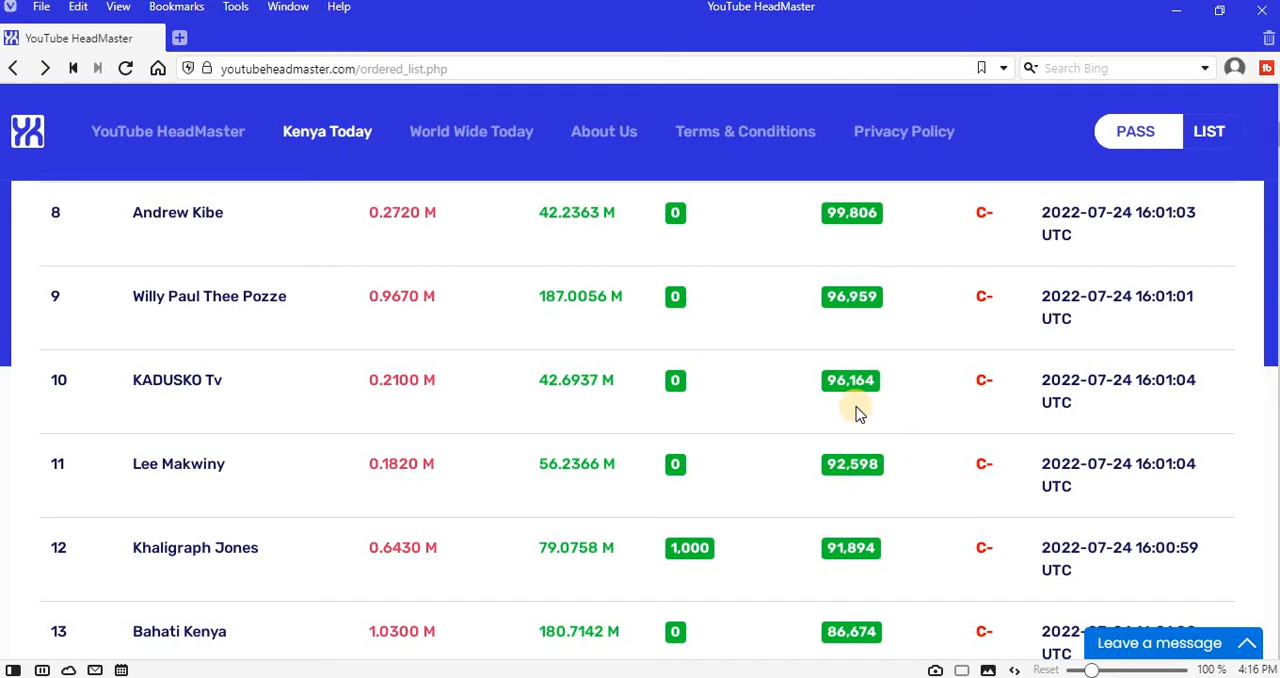 File Edit View Bookmarks Tools Window Help YouTube HeadMaster
YouTube HeadMaster
youtubeheadmaster.com/ordered_list.php Search Bing
YouTube HeadMaster Kenya Today World Wide Today About Us Terms & Conditions Privacy Policy PASS LIST
8 Andrew Kibe 0.2720 M 42.2363 M 0 99,806 C- 2022-07-24 16:01:03
UTC
9 Willy Paul Thee Pozze 0.9670 M 187.0056 M 0 96,959 C- 2022-07-24 16:01:01
UTC
10 KADUSKO Tv 0.2100 M 42.6937 M 0 96,164 C- 2022-07-24 16:01:04
UTC
11 Lee Makwiny 0.1820 M 56.2366 M 0 92,598 C- 2022-07-24 16:01:04
UTC
12 Khaligraph Jones 0.6430 M 79.0758 M 1,000 91,894 C- 2022-07-24 16:00:59
UTC
13 Bahati Kenya 1.0300 M 180.7142 M 0 86,674 C-
UTC
Leave a message
Reset 100 % 4:16 PM